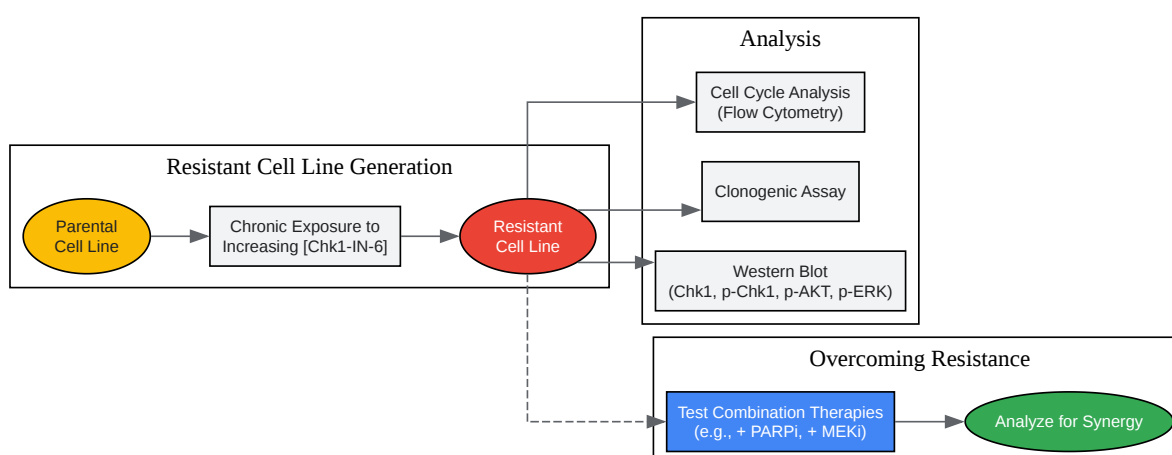 Analysis
Cell Cycle Analysis
(Flow Cytometry)
Resistant Cell Line Generation
Clonogenic Assay
Parental
Cell Line
Chronic Exposure to
Increasing [Chk1-IN-6]
Resistant
Cell Line
Western Blot
(Chk1, p-Chk1, p-AKT, p-ERK)
Overcoming Resistance
Test Combination Therapies
(e.g., + PARPi, + MEKi)
Analyze for Synergy